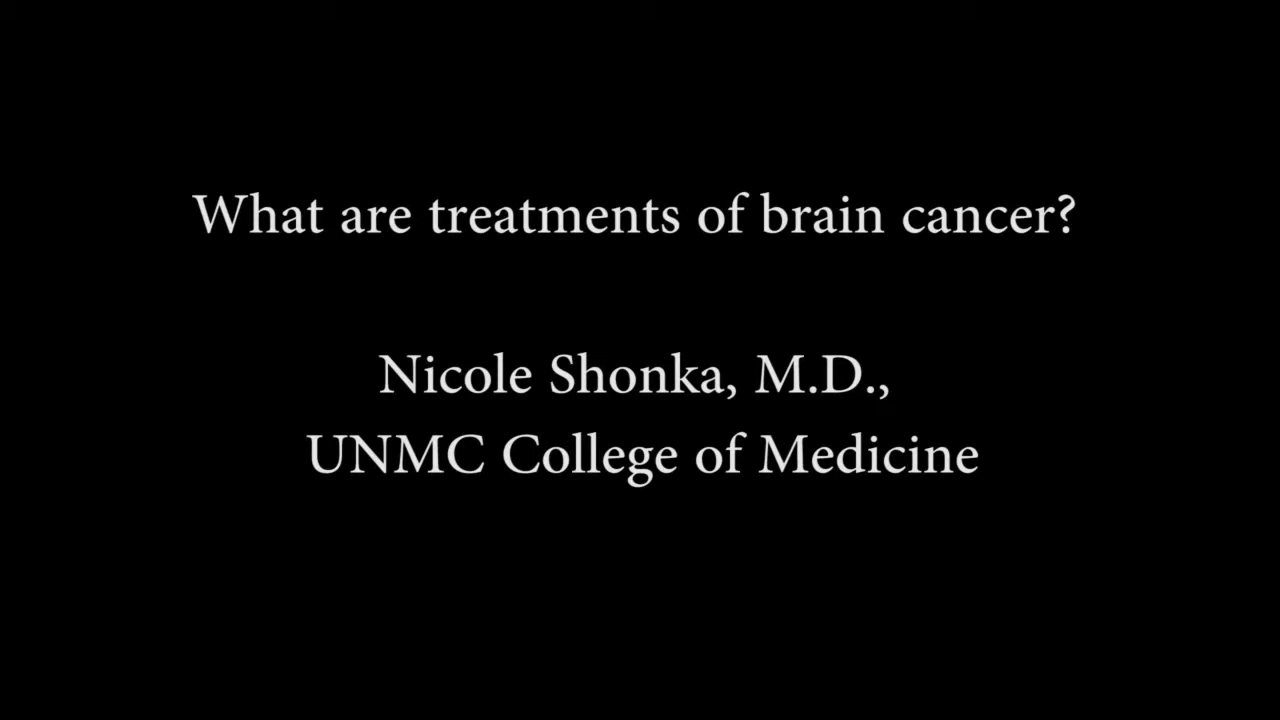 What are treatments of brain cancer?
Nicole Shonka, M.D.,
UNMC College of Medicine